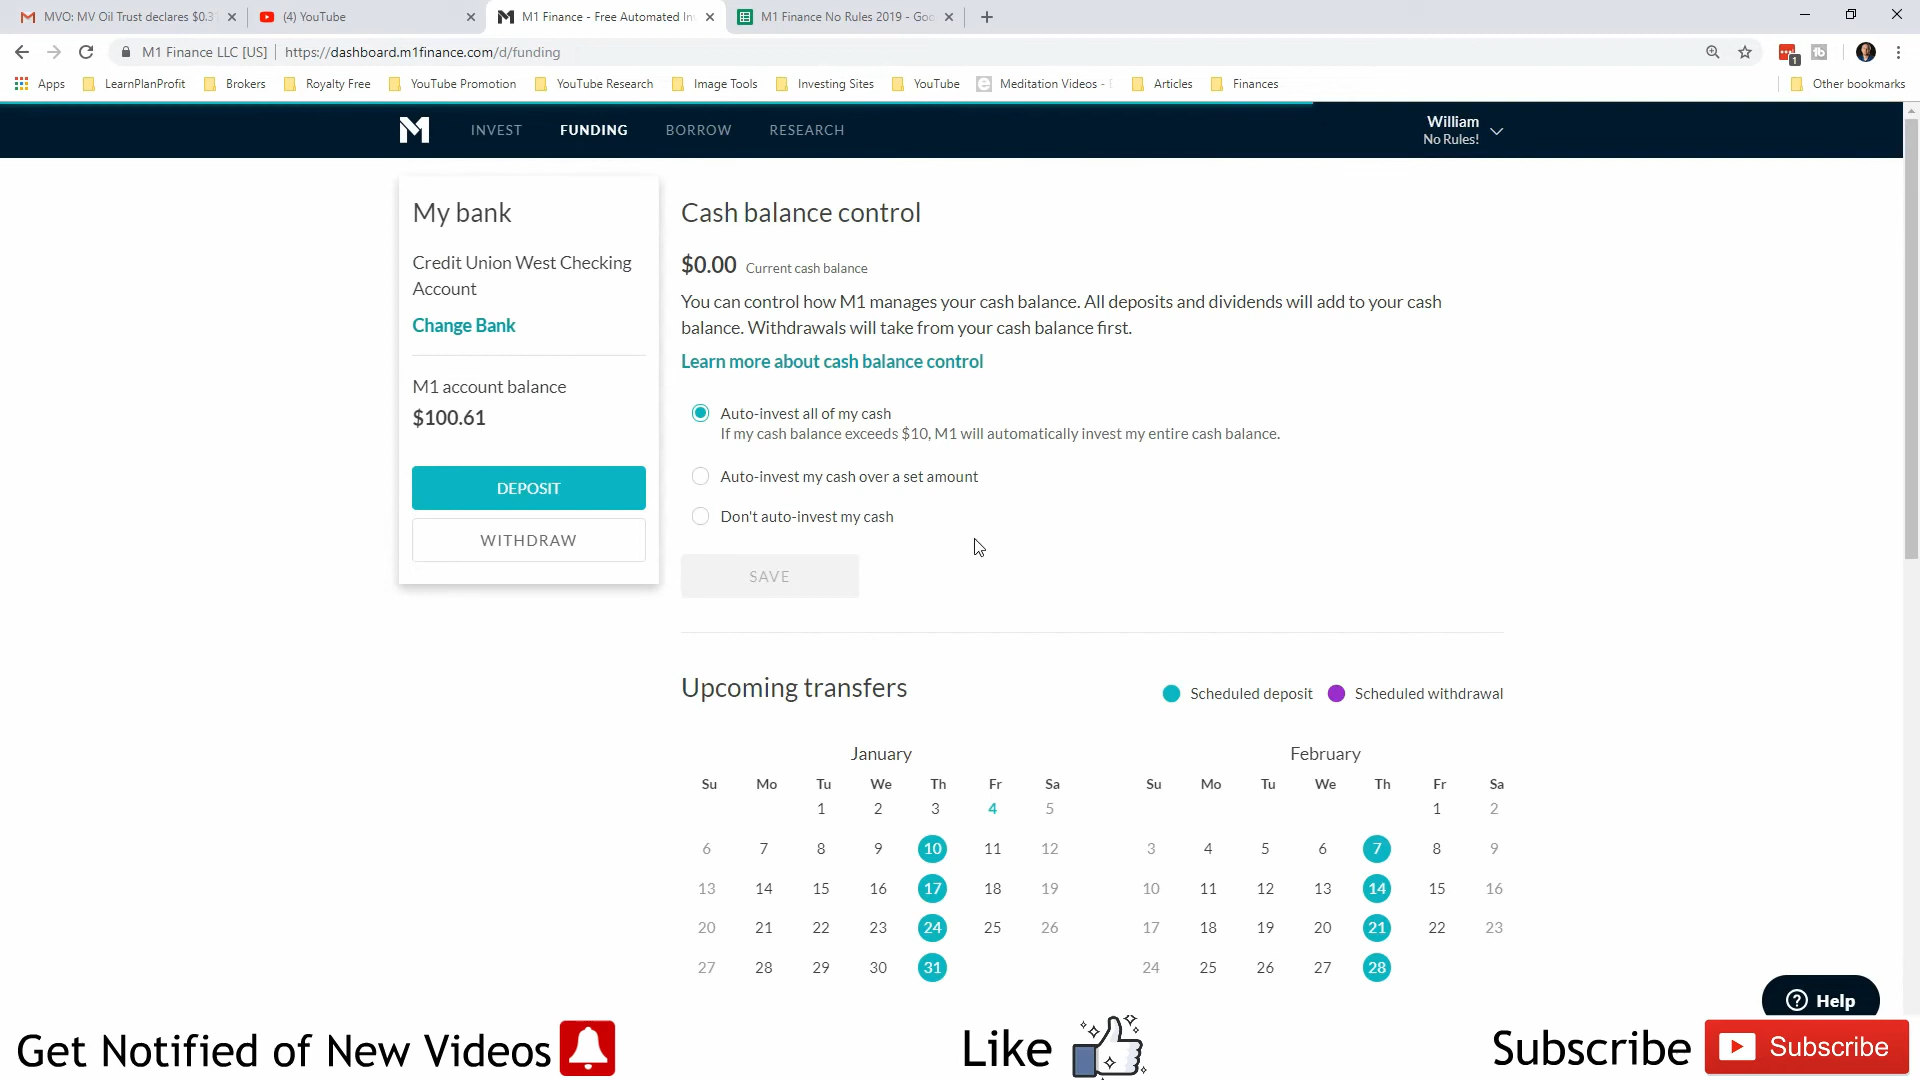 MVO: MV Oil Trust declares $0.3
(4) YouTube
M1 Finance - Free Automated In
M1 Finance No Rules 2019 - Goo
M1 Finance LLC [US] | https://dashboard.m1finance.com/d/funding
1
Apps
LearnPlanProfit
Brokers
Royalty Free
YouTube Promotion
YouTube Research
Image Tools
Investing Sites
YouTube
Meditation Videos -
Articles
Finances
Other bookmarks
INVEST
FUNDING
BORROW
RESEARCH
William
No Rules!
My bank
Credit Union West Checking
Account
Change Bank
M1 account balance
$100.61
DEPOSIT
WITHDRAW
Cash balance control
$0.00 Current cash balance
You can control how M1 manages your cash balance. All deposits and dividends will add to your cash
balance. Withdrawals will take from your cash balance first.
Learn more about cash balance control
Auto-invest all of my cash
If my cash balance exceeds $10, M1 will automatically invest my entire cash balance.
Auto-invest my cash over a set amount
Don't auto-invest my cash
SAVE
Upcoming transfers
Scheduled deposit
Scheduled withdrawal
January
Su Mo Tu We Th Fr Sa
1 2 3 4 5
6 7 8 9 10 11 12
13 14 15 16 17 18 19
20 21 22 23 24 25 26
27 28 29 30 31
February
Su Mo Tu We Th Fr Sa
1 2
3 4 5 6 7 8 9
10 11 12 13 14 15 16
17 18 19 20 21 22 23
24 25 26 27 28
Help
Get Notified of New Videos
Like
Subscribe
Subscribe